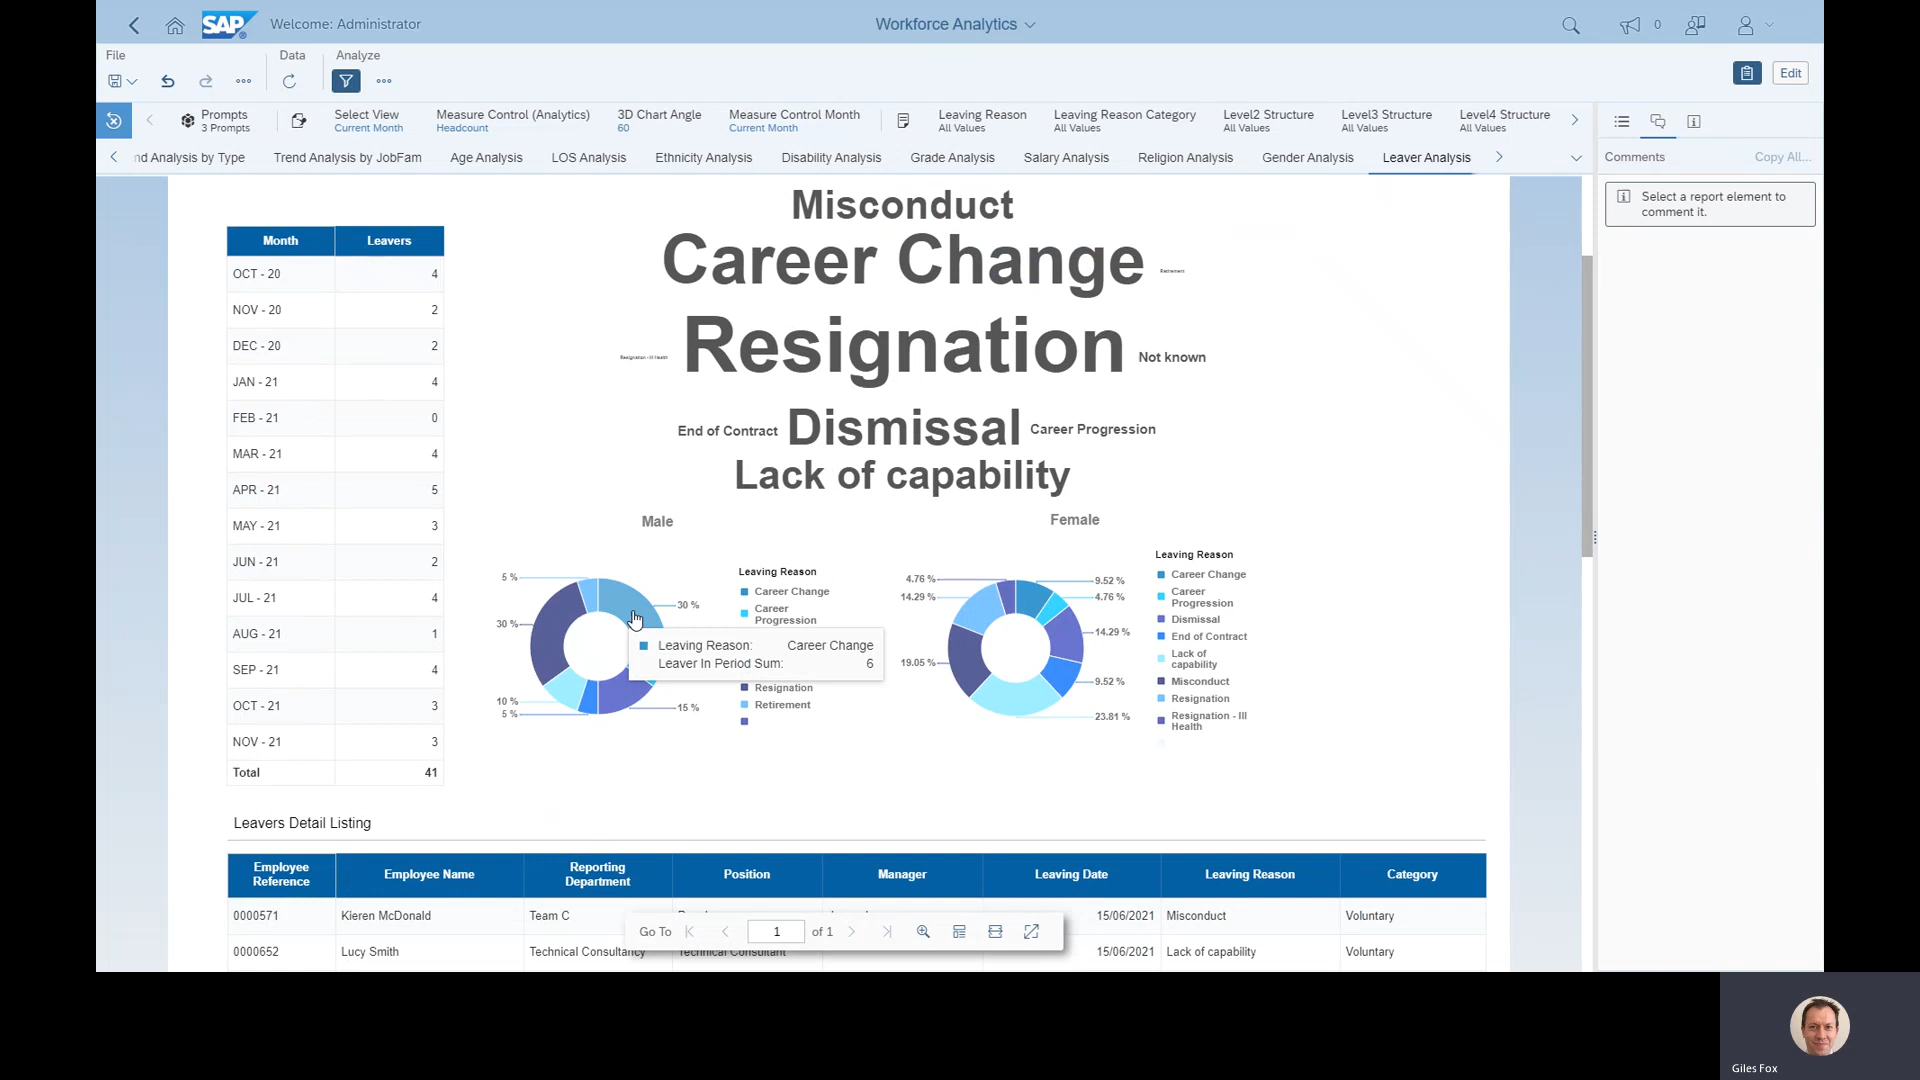 SAP
Welcome: Administrator
Workforce Analytics
0
File
Data
Analyze
Edit
Prompts
3 Prompts
Select View
Current Month
Measure Control (Analytics)
Headcount
3D Chart Angle
60
Measure Control Month
Current Month
Leaving Reason
All Values
Leaving Reason Category
All Values
Level2 Structure
All Values
Level3 Structure
All Values
Level4 Structure
All Values
nd Analysis by Type
Trend Analysis by JobFam
Age Analysis
LOS Analysis
Ethnicity Analysis
Disability Analysis
Grade Analysis
Salary Analysis
Religion Analysis
Gender Analysis
Leaver Analysis
Comments
Copy All...
Select a report element to
comment it.
Month Leavers
OCT - 20 4
NOV - 20 2
DEC - 20 2
JAN - 21 4
FEB - 21 0
MAR - 21 4
APR - 21 5
MAY - 21 3
JUN - 21 2
JUL - 21 4
AUG - 21 1
SEP - 21 4
OCT - 21 3
NOV - 21 3
Total 41
Misconduct
Career Change
Retirement
Resignation - Ill Health
Resignation
Not known
End of Contract
Dismissal
Career Progression
Lack of capability
Male
5 %
30 %
30 %
10 %
5 %
15 %
Leaving Reason
Career Change
Career
Progression
Leaving Reason: Career Change
Leaver In Period Sum: 6
Resignation
Retirement
Female
4.76 %
9.52 %
14.29 %
4.76 %
14.29 %
19.05 %
9.52 %
23.81 %
Leaving Reason
Career Change
Career
Progression
Dismissal
End of Contract
Lack of
capability
Misconduct
Resignation
Resignation - Ill
Health
Leavers Detail Listing
Employee
Reference
Employee Name
Reporting
Department
Position
Manager
Leaving Date
Leaving Reason
Category
0000571 Kieren McDonald Team C 15/06/2021 Misconduct Voluntary
0000652 Lucy Smith Technical Consultancy Technical Consultant 15/06/2021 Lack of capability Voluntary
Go To 1 of 1
Giles Fox